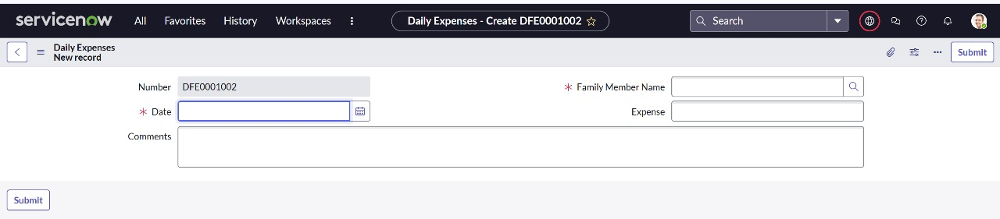 servicenow All Favorites History Workspaces Daily Expenses - Create DFE0001002 Search
Daily Expenses
New record
Submit
Number DFE0001002
* Family Member Name
* Date
Expense
Comments
Submit